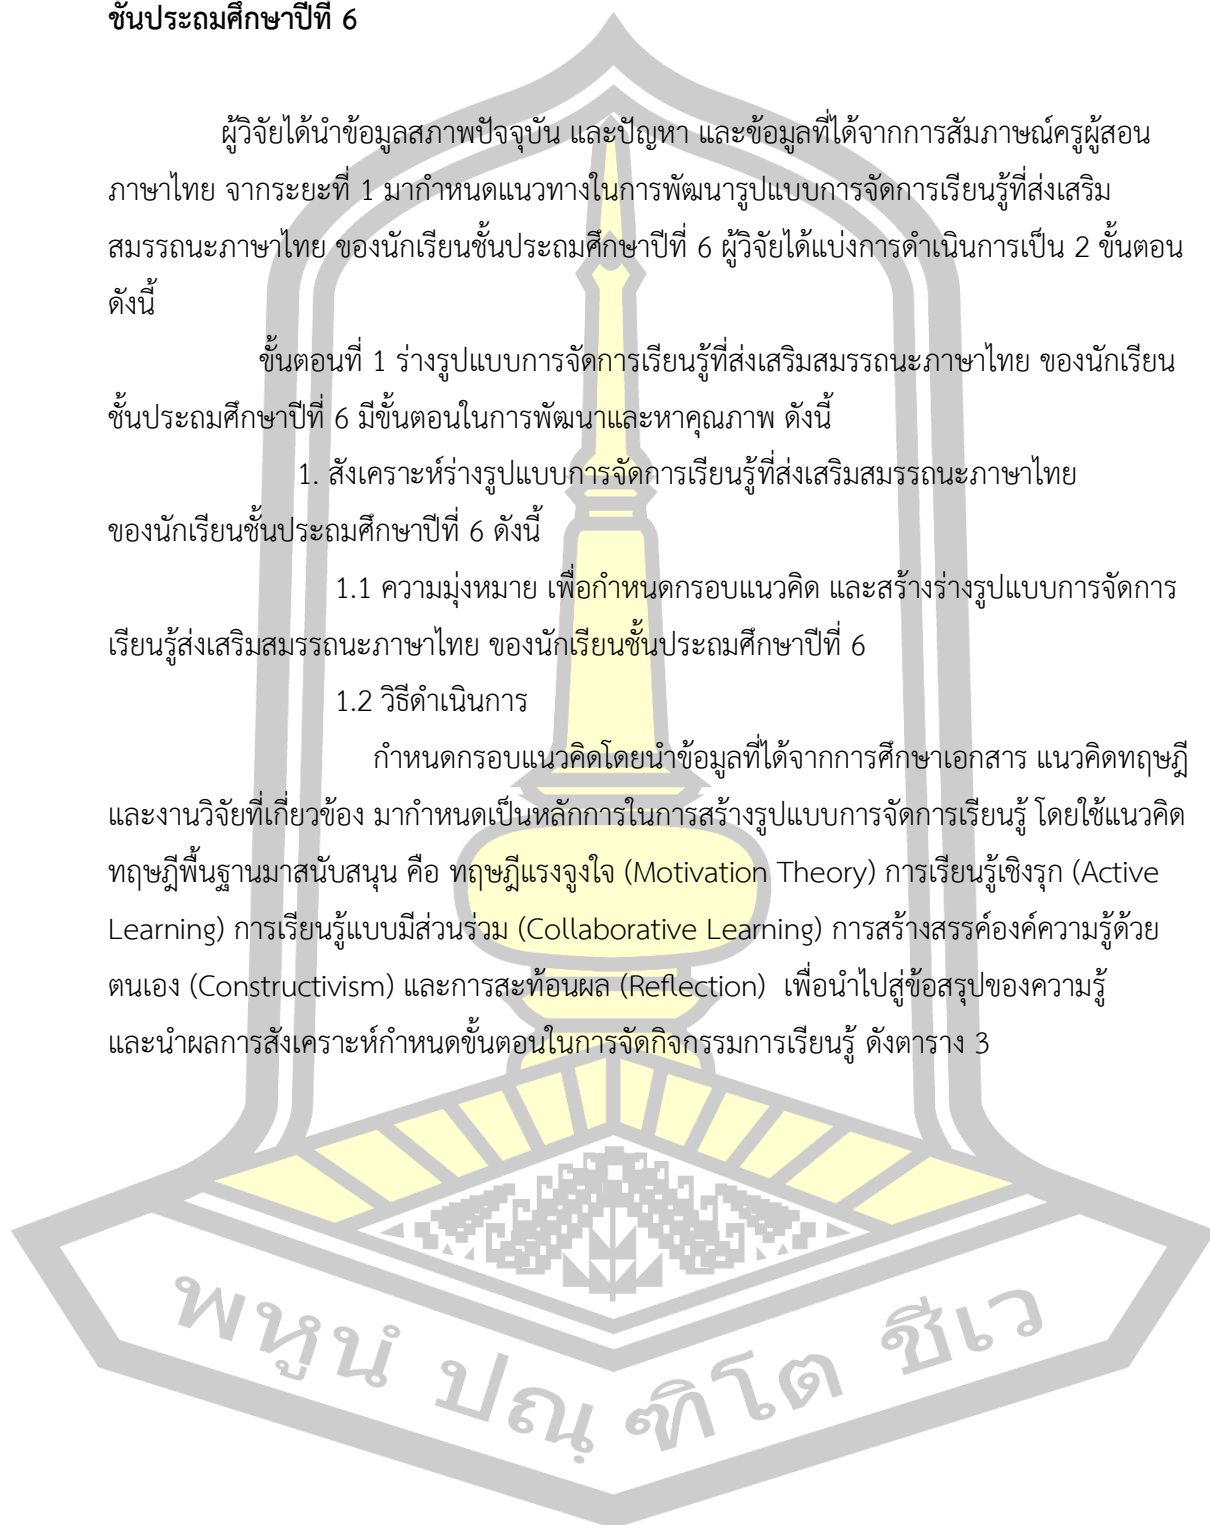 ชั้นประถมศึกษาปีที่ 6
ผู้วิจัยได้นำข้อมูลสภาพปัจจุบัน และปัญหา และข้อมูลที่ได้จากการสัมภาษณ์ครูผู้สอน
ภาษาไทย จากระยะที่ 1 มากำหนดแนวทางในการพัฒนารูปแบบการจัดการเรียนรู้ที่ส่งเสริม
สมรรถนะภาษาไทย ของนักเรียนชั้นประถมศึกษาปีที่ 6 ผู้วิจัยได้แบ่งการดำเนินการเป็น 2 ขั้นตอน
ดังนี้
ขั้นตอนที่ 1 ร่างรูปแบบการจัดการเรียนรู้ที่ส่งเสริมสมรรถนะภาษาไทย ของนักเรียน
ชั้นประถมศึกษาปีที่ 6 มีขั้นตอนในการพัฒนาและหาคุณภาพ ดังนี้
1. สังเคราะห์ร่างรูปแบบการจัดการเรียนรู้ที่ส่งเสริมสมรรถนะภาษาไทย
ของนักเรียนชั้นประถมศึกษาปีที่ 6 ดังนี้
1.1 ความมุ่งหมาย เพื่อกำหนดกรอบแนวคิด และสร้างร่างรูปแบบการจัดการ
เรียนรู้ส่งเสริมสมรรถนะภาษาไทย ของนักเรียนชั้นประถมศึกษาปีที่ 6
1.2 วิธีดำเนินการ
กำหนดกรอบแนวคิดโดยนำข้อมูลที่ได้จากการศึกษาเอกสาร แนวคิดทฤษฎี
และงานวิจัยที่เกี่ยวข้อง มากำหนดเป็นหลักการในการสร้างรูปแบบการจัดการเรียนรู้ โดยใช้แนวคิด
ทฤษฎีพื้นฐานมาสนับสนุน คือ ทฤษฎีแรงจูงใจ (Motivation Theory) การเรียนรู้เชิงรุก (Active
Learning) การเรียนรู้แบบมีส่วนร่วม (Collaborative Learning) การสร้างสรรค์องค์ความรู้ด้วย
ตนเอง (Constructivism) และการสะท้อนผล (Reflection) เพื่อนำไปสู่ข้อสรุปของความรู้
และนำผลการสังเคราะห์กำหนดขั้นตอนในการจัดกิจกรรมการเรียนรู้ ดังตาราง 3
พหูนํ ปณฺฑิโต ชีเว